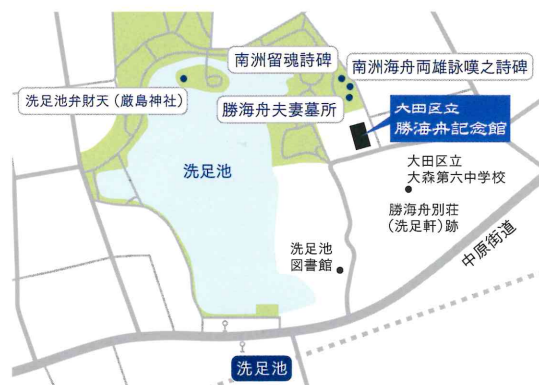 南洲留魂詩碑
南洲海舟両雄詠嘆之詩碑
洗足池弁財天(厳島神社)
勝海舟夫妻墓所
大田区立
勝海舟記念館
洗足池
大田区立
大森第六中学校
勝海舟別荘
(洗足軒)跡
中原街道
洗足池
図書館
洗足池